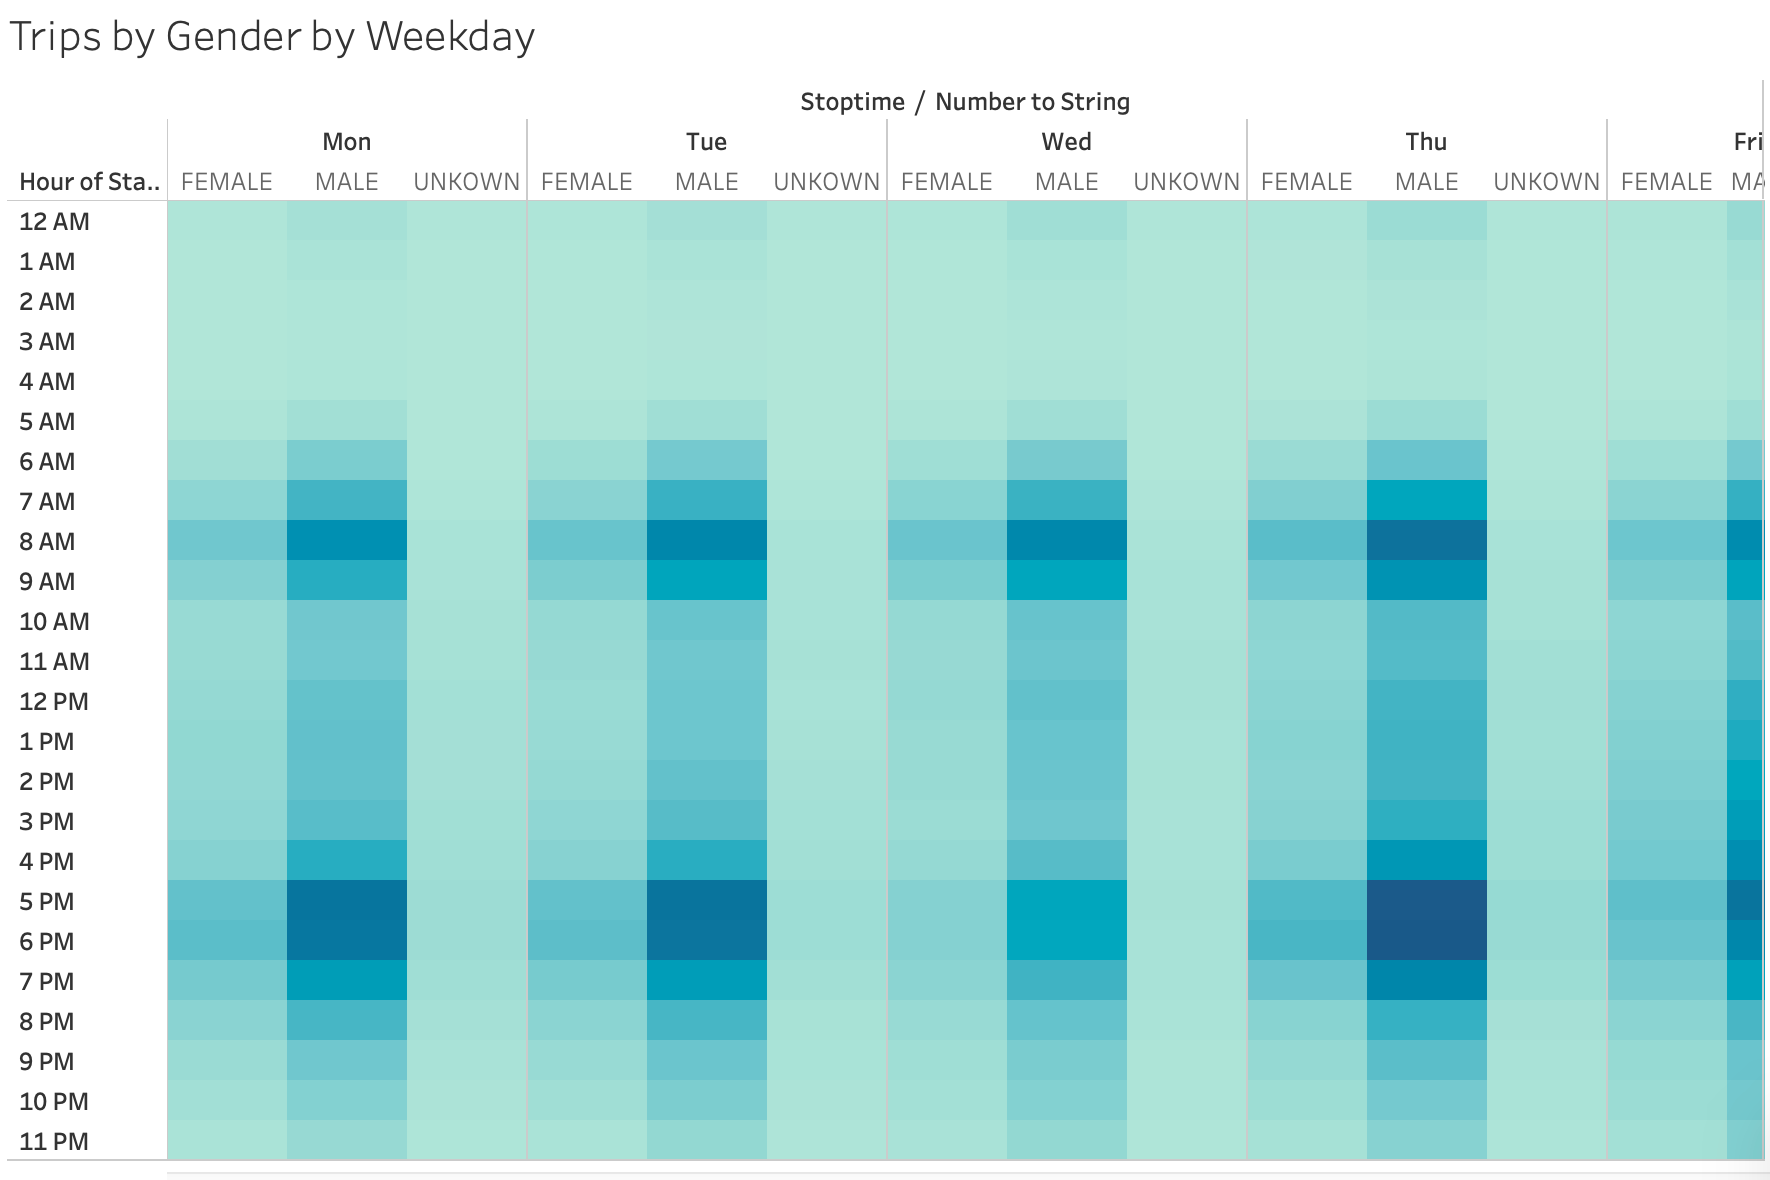 Trips by Gender by Weekday
Stoptime / Number to String
Mon Tue Wed Thu Fri
Hour of Sta.. FEMALE MALE UNKOWN FEMALE MALE UNKOWN FEMALE MALE UNKOWN FEMALE MALE UNKOWN FEMALE MA
12 AM
1 AM
2 AM
3 AM
4 AM
5 AM
6 AM
7 AM
8 AM
9 AM
10 AM
11 AM
12 PM
1 PM
2 PM
3 PM
4 PM
5 PM
6 PM
7 PM
8 PM
9 PM
10 PM
11 PM